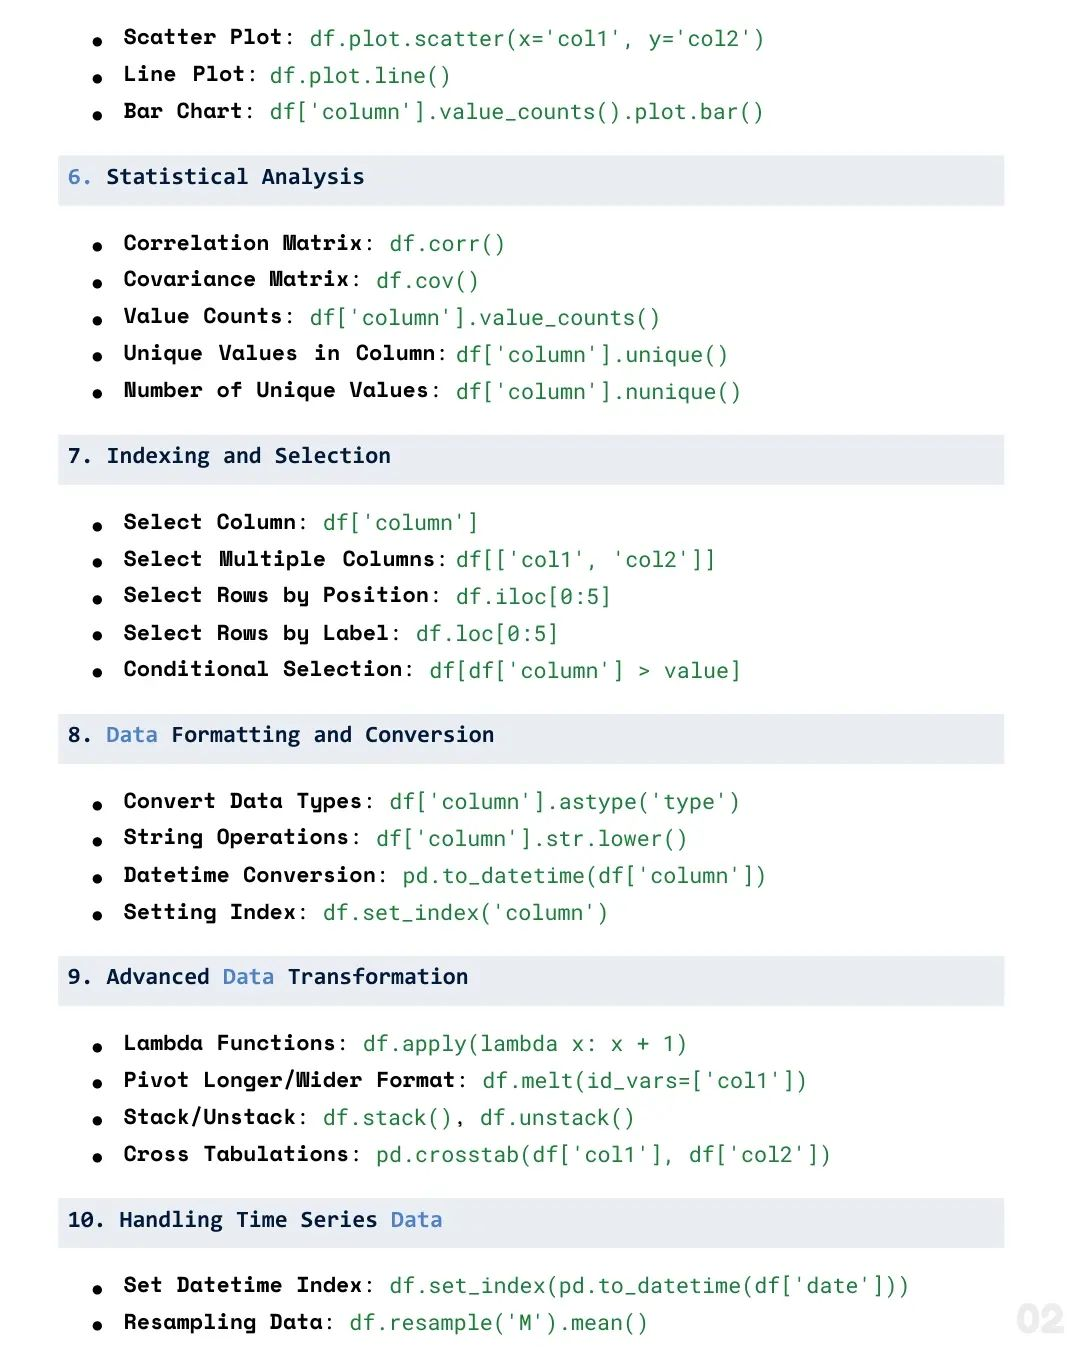 ● Scatter Plot: df.plot.scatter(x='col1', y='col2')
● Line Plot: df.plot.line()
● Bar Chart: df['column'].value_counts().plot.bar()
6. Statistical Analysis
● Correlation Matrix: df.corr()
● Covariance Matrix: df.cov()
● Value Counts: df['column'].value_counts()
● Unique Values in Column: df['column'].unique()
● Number of Unique Values: df['column'].nunique()
7. Indexing and Selection
● Select Column: df['column']
● Select Multiple Columns: df[['col1', 'col2']]
● Select Rows by Position: df.iloc[0:5]
● Select Rows by Label: df.loc[0:5]
● Conditional Selection: df[df['column'] > value]
8. Data Formatting and Conversion
● Convert Data Types: df['column'].astype('type')
● String Operations: df['column'].str.lower()
● Datetime Conversion: pd.to_datetime(df['column'])
● Setting Index: df.set_index('column')
9. Advanced Data Transformation
● Lambda Functions: df.apply(lambda x: x + 1)
● Pivot Longer/Wider Format: df.melt(id_vars=['col1'])
● Stack/Unstack: df.stack(), df.unstack()
● Cross Tabulations: pd.crosstab(df['col1'], df['col2'])
10. Handling Time Series Data
● Set Datetime Index: df.set_index(pd.to_datetime(df['date']))
● Resampling Data: df.resample('M').mean()
02